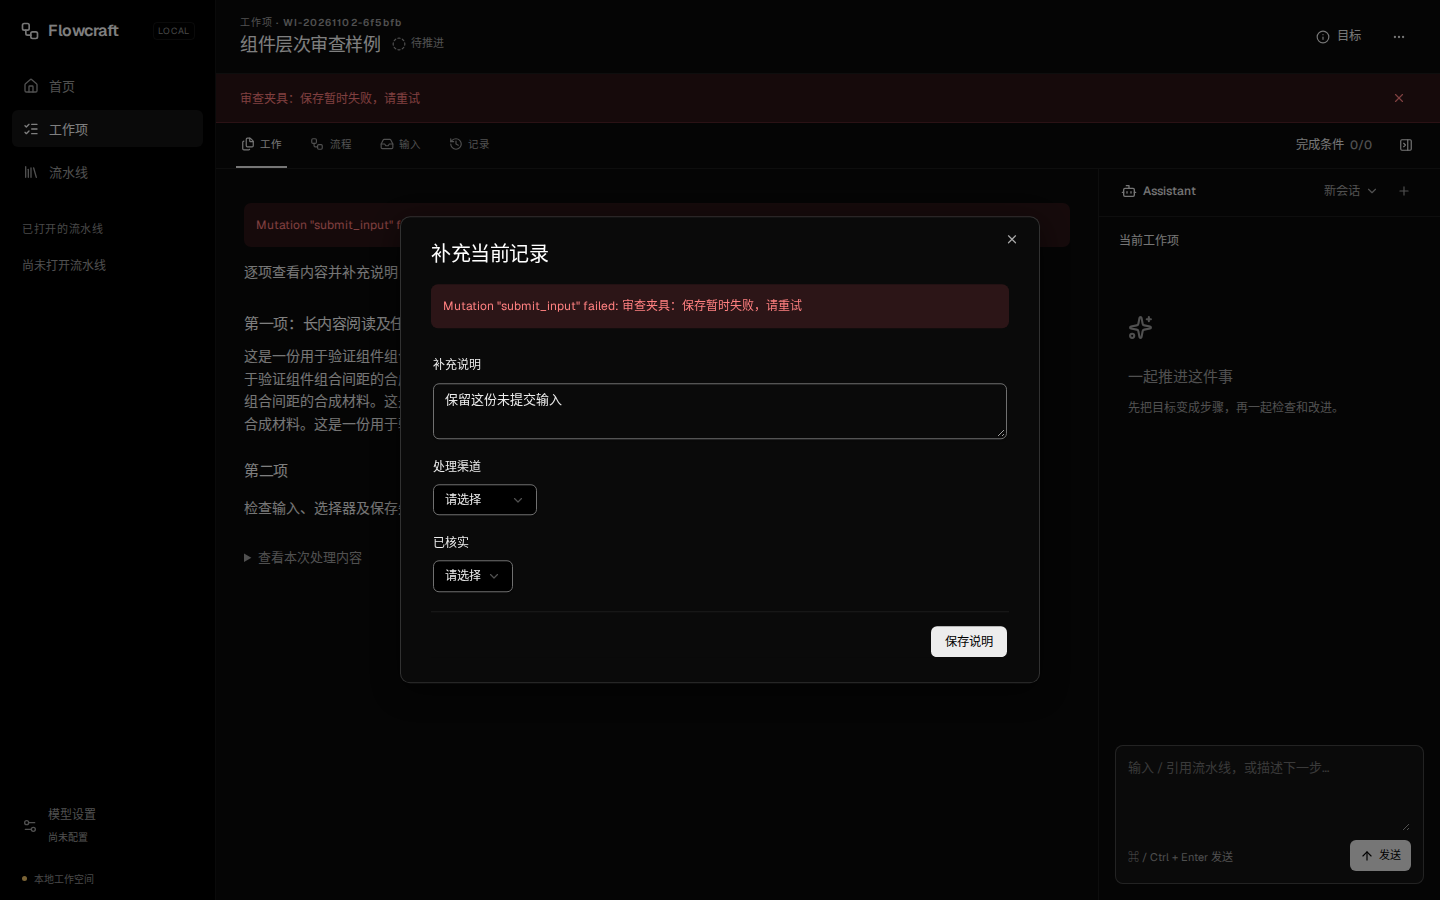 Flowcraft
LOCAL
首页
工作项
流水线
已打开的流水线
尚未打开流水线
模型设置
尚未配置
本地工作空间
工作项 · WI-20261102-6f5bfb
组件层次审查样例
待推进
目标
审查夹具：保存暂时失败，请重试
工作
流程
输入
记录
完成条件 0/0
Mutation "submit_input" f
逐项查看内容并补充说明
第一项：长内容阅读及任
这是一份用于验证组件组
于验证组件组合间距的合
组合间距的合成材料。这
合成材料。这是一份用于
第二项
检查输入、选择器及保存
查看本次处理内容
补充当前记录
Mutation "submit_input" failed: 审查夹具：保存暂时失败，请重试
补充说明
保留这份未提交输入
处理渠道
请选择
已核实
请选择
保存说明
Assistant
新会话
当前工作项
一起推进这件事
先把目标变成步骤，再一起检查和改进。
输入 / 引用流水线，或描述下一步...
⌘ / Ctrl + Enter 发送
发送